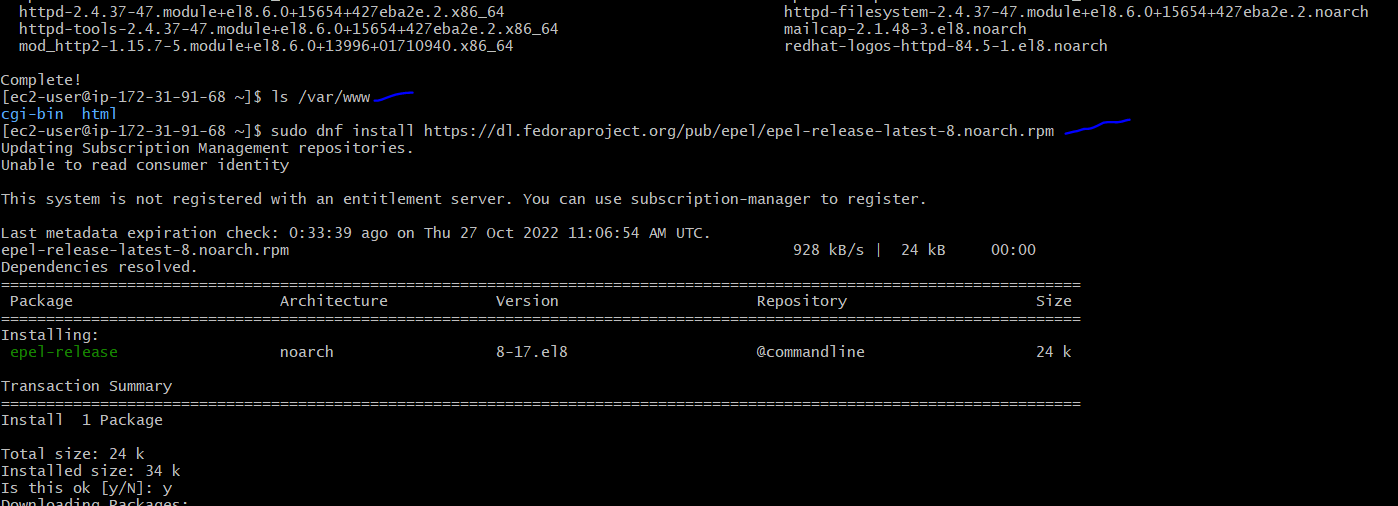 httpd-2.4.37-47.module+el8.6.0+15654+427eba2e.2.x86_64 httpd-filesystem-2.4.37-47.module+el8.6.0+15654+427eba2e.2.noarch
httpd-tools-2.4.37-47.module+el8.6.0+15654+427eba2e.2.x86_64 mailcap-2.1.48-3.el8.noarch
mod_http2-1.15.7-5.module+el8.6.0+13996+01710940.x86_64 redhat-logos-httpd-84.5-1.el8.noarch
Complete!
[ec2-user@ip-172-31-91-68 ~]$ ls /var/www
cgi-bin html
[ec2-user@ip-172-31-91-68 ~]$ sudo dnf install https://dl.fedoraproject.org/pub/epel/epel-release-latest-8.noarch.rpm
Updating Subscription Management repositories.
Unable to read consumer identity
This system is not registered with an entitlement server. You can use subscription-manager to register.
Last metadata expiration check: 0:33:39 ago on Thu 27 Oct 2022 11:06:54 AM UTC.
epel-release-latest-8.noarch.rpm 928 kB/s | 24 kB 00:00
Dependencies resolved.
================================================================================
Package Architecture Version Repository Size
================================================================================
Installing:
epel-release noarch 8-17.el8 @commandline 24 k
Transaction Summary
================================================================================
Install 1 Package
Total size: 24 k
Installed size: 34 k
Is this ok [y/N]: y
Downloading Packages: